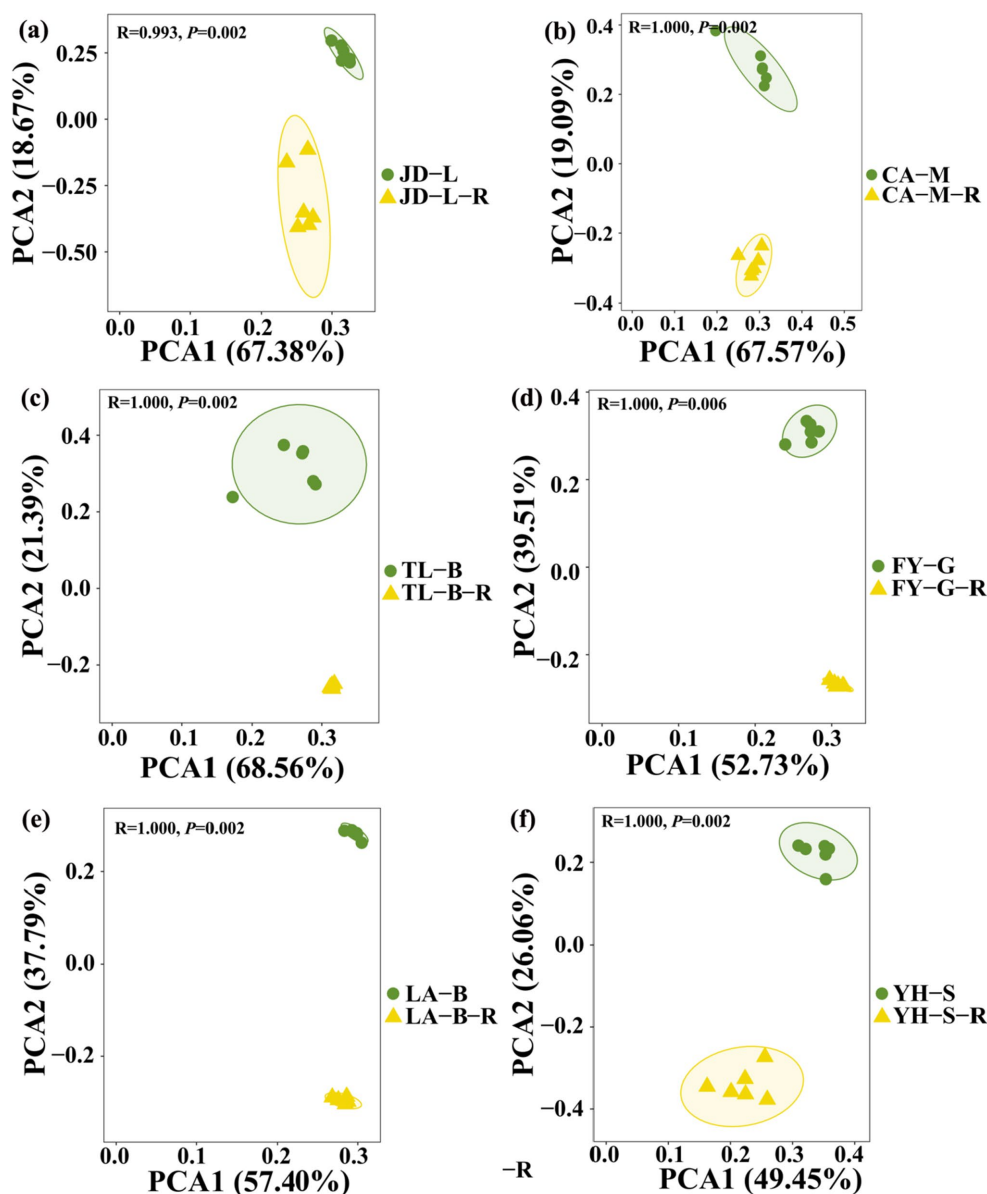 (a)
R=0.993, P=0.002
0.25
0.00
−0.25
−0.50
PCA2 (18.67%)
0.0 0.1 0.2 0.3
PCA1 (67.38%)
JD−L
JD−L−R
(b)
R=1.000, P=0.002
0.4
0.2
0.0
−0.2
−0.4
PCA2 (19.09%)
0.0 0.1 0.2 0.3 0.4 0.5
PCA1 (67.57%)
CA−M
CA−M−R
(c)
R=1.000, P=0.002
0.4
0.2
0.0
−0.2
PCA2 (21.39%)
0.0 0.1 0.2 0.3
PCA1 (68.56%)
TL−B
TL−B−R
(d)
R=1.000, P=0.006
0.4
0.2
0.0
−0.2
PCA2 (39.51%)
0.0 0.1 0.2 0.3
PCA1 (52.73%)
FY−G
FY−G−R
(e)
R=1.000, P=0.002
0.2
0.0
−0.2
PCA2 (37.79%)
0.0 0.1 0.2 0.3
PCA1 (57.40%)
LA−B
LA−B−R
(f)
R=1.000, P=0.002
0.2
0.0
−0.2
−0.4
PCA2 (26.06%)
0.0 0.1 0.2 0.3 0.4
PCA1 (49.45%)
YH−S
YH−S−R
−R